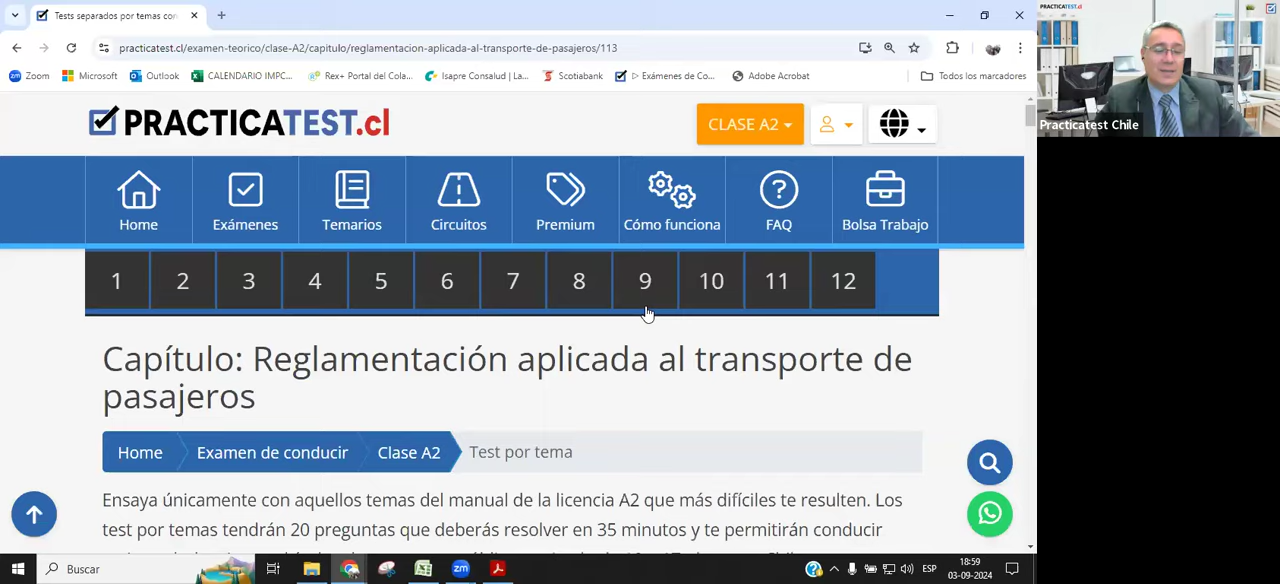 Tests separados por temas con
practicatest.cl/examen-teorico/clase-A2/capitulo/reglamentacion-aplicada-al-transporte-de-pasajeros/113
Zoom
Microsoft
Outlook
CALENDARIO IMPC...
Rex+ Portal del Cola...
Isapre Consalud | La...
Scotiabank
▷ Exámenes de Co...
Adobe Acrobat
Todos los marcadores
PRACTICATEST.cl
CLASE A2
Home
Exámenes
Temarios
Circuitos
Premium
Cómo funciona
FAQ
Bolsa Trabajo
1 2 3 4 5 6 7 8 9 10 11 12
Capítulo: Reglamentación aplicada al transporte de
pasajeros
Home
Examen de conducir
Clase A2
Test por tema
Ensaya únicamente con aquellos temas del manual de la licencia A2 que más difíciles te resulten. Los
test por temas tendrán 20 preguntas que deberás resolver en 35 minutos y te permitirán conducir
Buscar
ESP
18:59
03-09-2024
PRACTICATEST.cl
Practicatest Chile